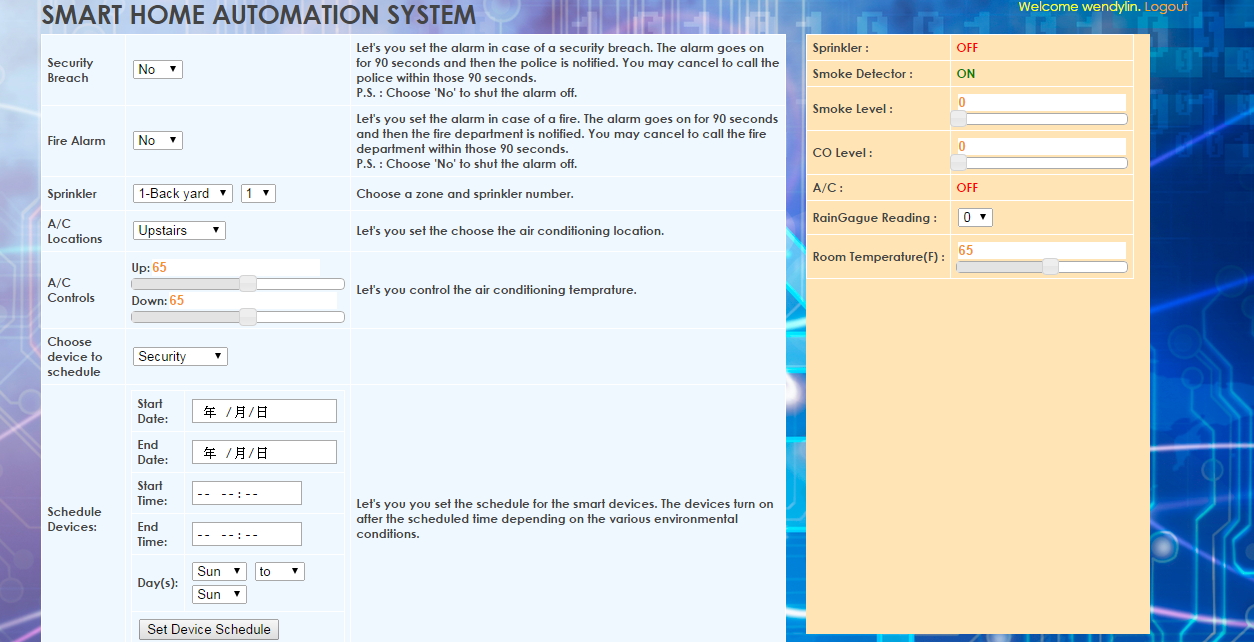 SMART HOME AUTOMATION SYSTEM
Welcome wendylin. Logout
Security
Breach
No
Let's you set the alarm in case of a security breach. The alarm goes on
for 90 seconds and then the police is notified. You may cancel to call the
police within those 90 seconds.
P.S. : Choose 'No' to shut the alarm off.
Fire Alarm
No
Let's you set the alarm in case of a fire. The alarm goes on for 90 seconds
and then the fire department is notified. You may cancel to call the fire
department within those 90 seconds.
P.S. : Choose 'No' to shut the alarm off.
Sprinkler
1-Back yard 1
Choose a zone and sprinkler number.
A/C
Locations
Upstairs
Let's you set the choose the air conditioning location.
A/C
Controls
Up: 65
Down: 65
Let's you control the air conditioning temprature.
Choose
device to
schedule
Security
Schedule
Devices:
Start
Date:
年 /月/日
End
Date:
年 /月/日
Start
Time:
-- --:--
End
Time:
-- --:--
Day(s):
Sun to
Sun
Set Device Schedule
Let's you you set the schedule for the smart devices. The devices turn on
after the scheduled time depending on the various environmental
conditions.
Sprinkler : OFF
Smoke Detector : ON
Smoke Level : 0
CO Level : 0
A/C : OFF
RainGague Reading : 0
Room Temperature(F) : 65